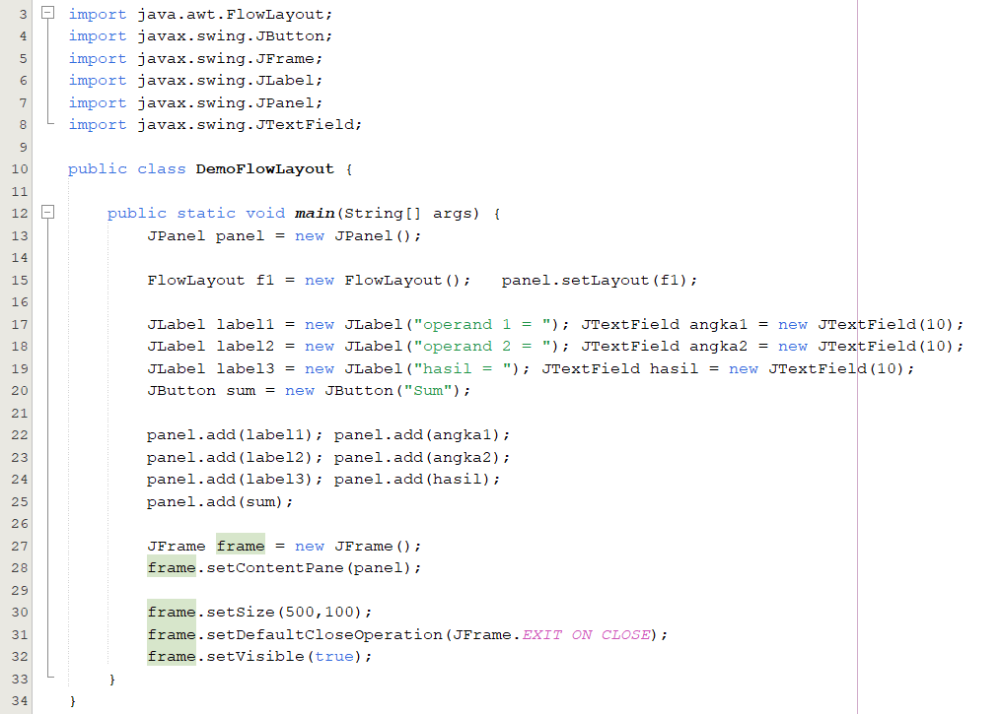 3 import java.awt.FlowLayout;
4 import javax.swing.JButton;
5 import javax.swing.JFrame;
6 import javax.swing.JLabel;
7 import javax.swing.JPanel;
8 import javax.swing.JTextField;
9
10 public class DemoFlowLayout {
11
12 public static void main(String[] args) {
13 JPanel panel = new JPanel();
14
15 FlowLayout f1 = new FlowLayout();   panel.setLayout(f1);
16
17 JLabel label1 = new JLabel("operand 1 = "); JTextField angka1 = new JTextField(10);
18 JLabel label2 = new JLabel("operand 2 = "); JTextField angka2 = new JTextField(10);
19 JLabel label3 = new JLabel("hasil = "); JTextField hasil = new JTextField(10);
20 JButton sum = new JButton("Sum");
21
22 panel.add(label1); panel.add(angka1);
23 panel.add(label2); panel.add(angka2);
24 panel.add(label3); panel.add(hasil);
25 panel.add(sum);
26
27 JFrame frame = new JFrame();
28 frame.setContentPane(panel);
29
30 frame.setSize(500,100);
31 frame.setDefaultCloseOperation(JFrame.EXIT ON CLOSE);
32 frame.setVisible(true);
33 }
34 }